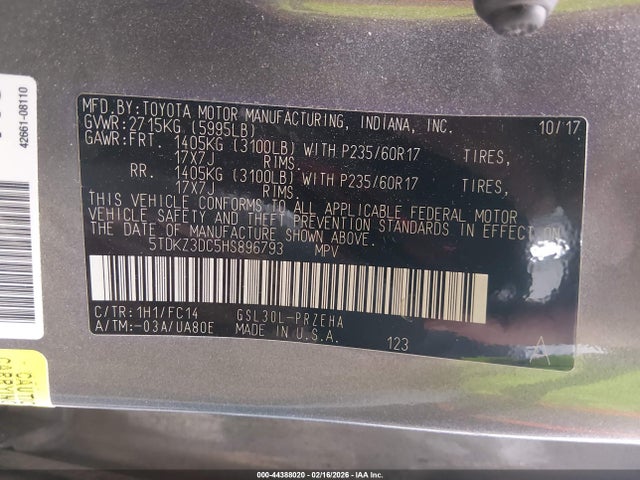 42661-08110
MFD.BY:TOYOTA MOTOR MANUFACTURING, INDIANA, INC. 10/17
GVWR:2715KG (5995LB)
GAWR:FRT. 1405KG (3100LB) WITH P235/60R17 TIRES,
17X7J RIMS.
RR. 1405KG (3100LB) WITH P235/60R17 TIRES,
17X7J RIMS.
THIS VEHICLE CONFORMS TO ALL APPLICABLE FEDERAL MOTOR
VEHICLE SAFETY AND THEFT PREVENTION STANDARDS IN EFFECT ON
THE DATE OF MANUFACTURE SHOWN ABOVE.
5TDKZ3DC5HS896793 MPV
C/TR:1H1/FC14 GSL30L-PRZEHA
A/TM:-03A/UA80E MADE IN U.S.A. 123
A
000-44388020 - 02/16/2026 - IAA Inc.